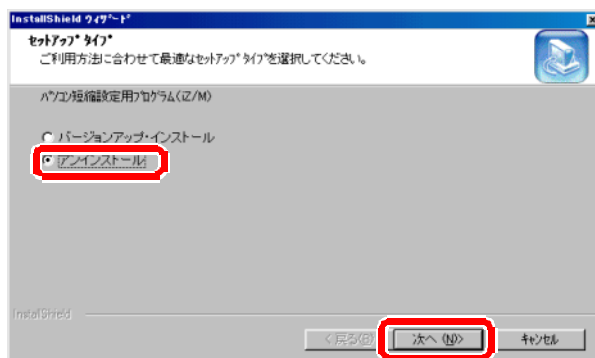 InstallShield ウィザード
セットアップ タイプ
ご利用方法に合わせて最適なセットアップ タイプを選択してください。
パソコン短縮設定用プログラム(iZ/M)
バージョンアップ・インストール
アンインストール
InstallShield
< 戻る(B)
次へ (N)>
キャンセル